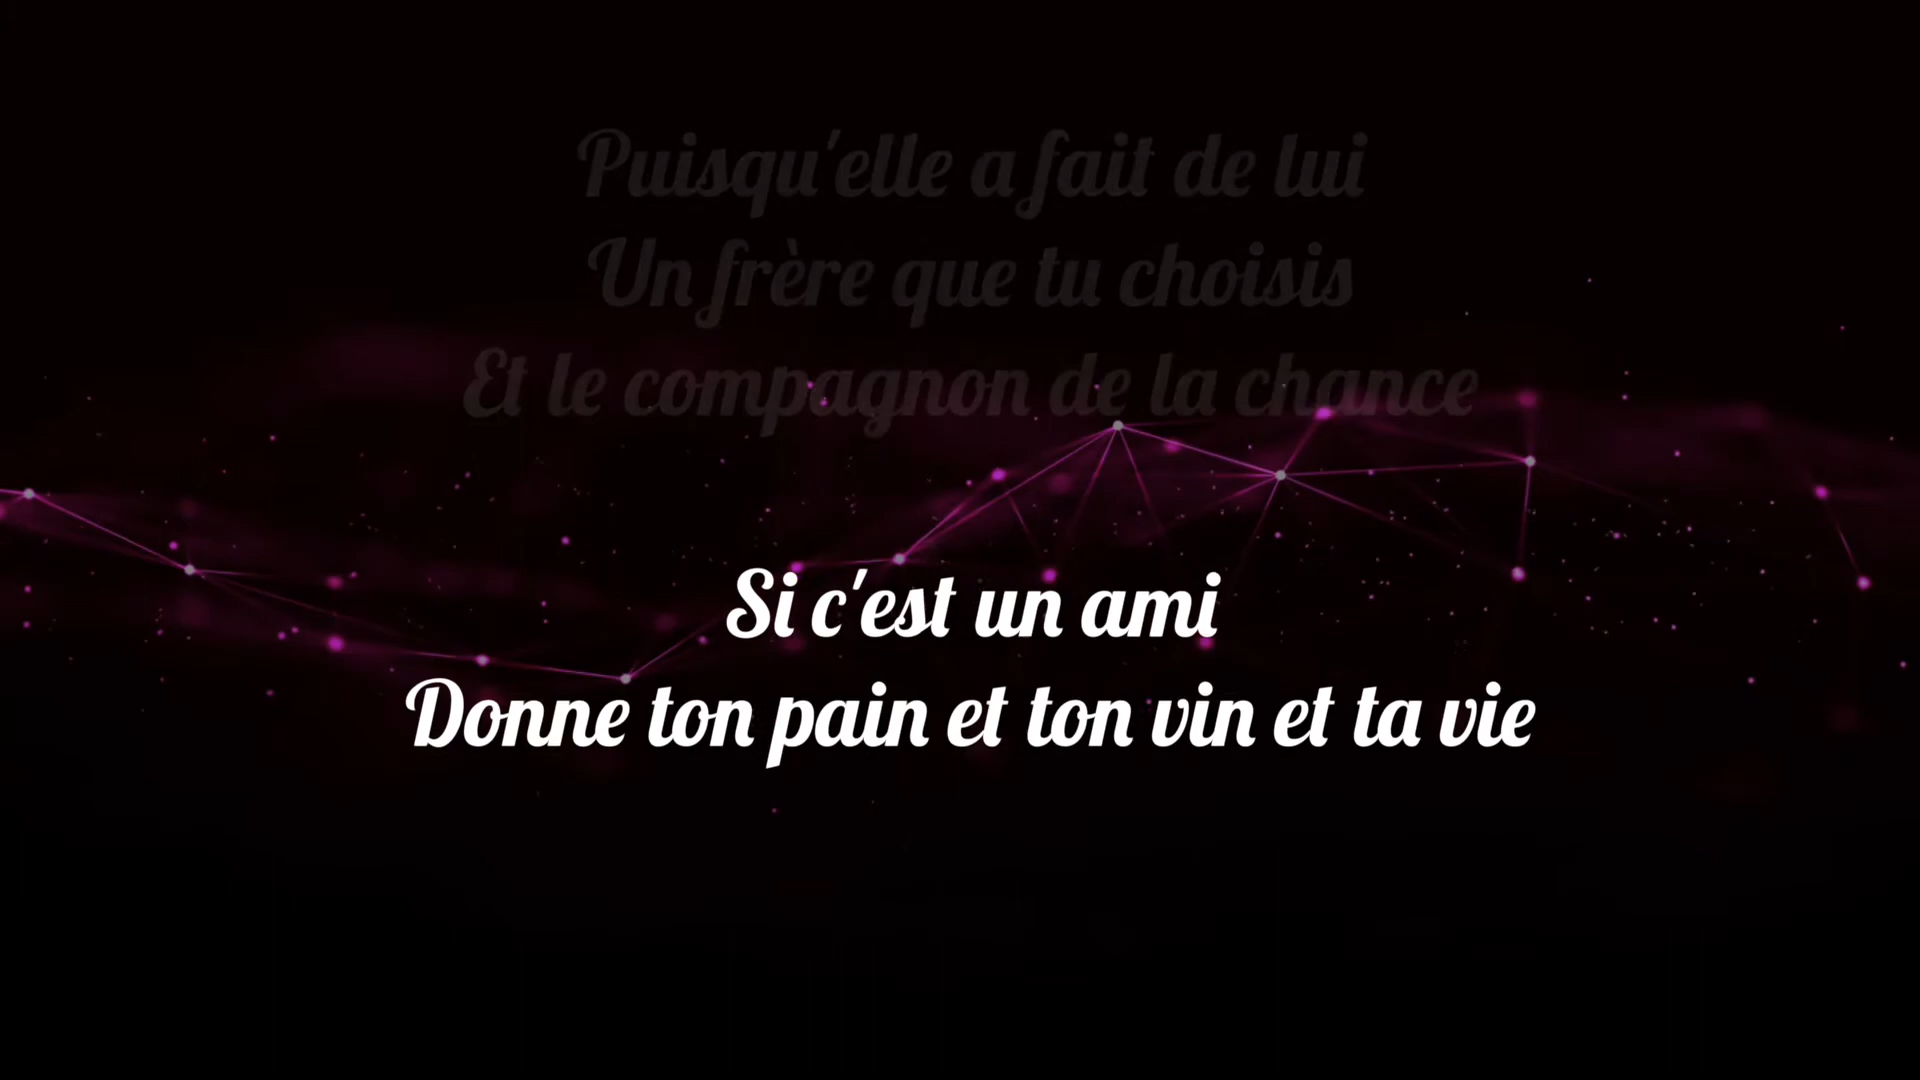 Puisqu'elle a fait de lui
Un frère que tu choisis
Et le compagnon de la chance
Si c'est un ami
Donne ton pain et ton vin et ta vie